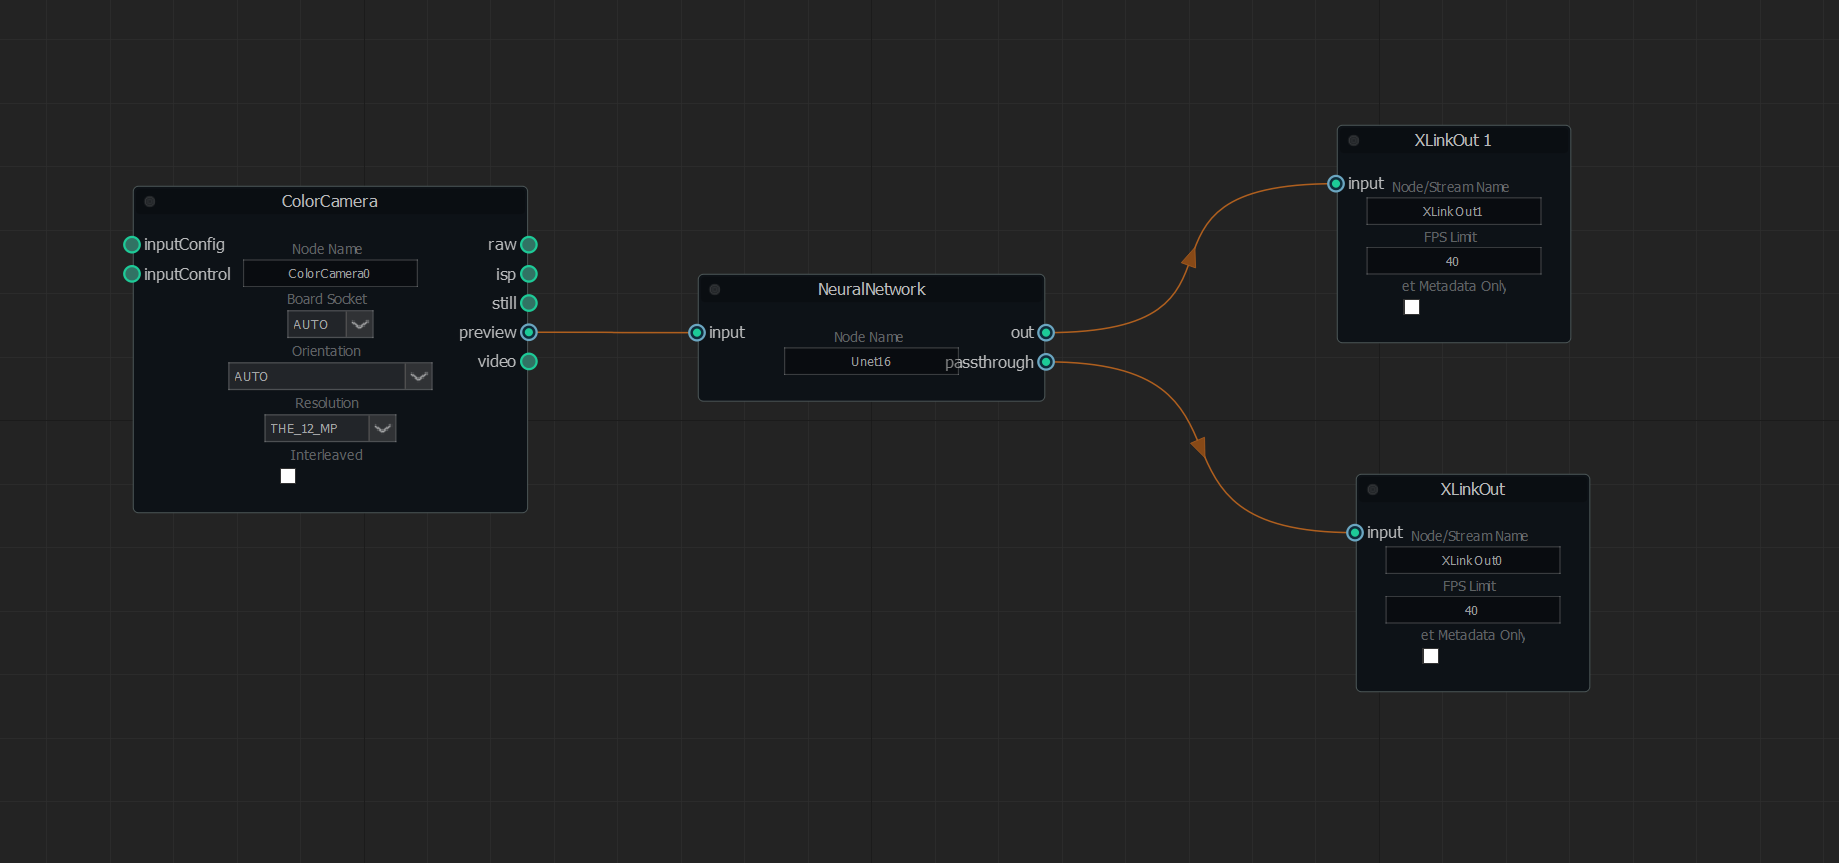 ColorCamera
inputConfig
inputControl
Node Name
ColorCamera0
Board Socket
AUTO
Orientation
AUTO
Resolution
THE_12_MP
Interleaved
raw
isp
still
preview
video
NeuralNetwork
input
Node Name
Unet16
out
passthrough
XLinkOut 1
input
Node/Stream Name
XLinkOut1
FPS Limit
40
et Metadata Only
XLinkOut
input
Node/Stream Name
XLinkOut0
FPS Limit
40
et Metadata Only